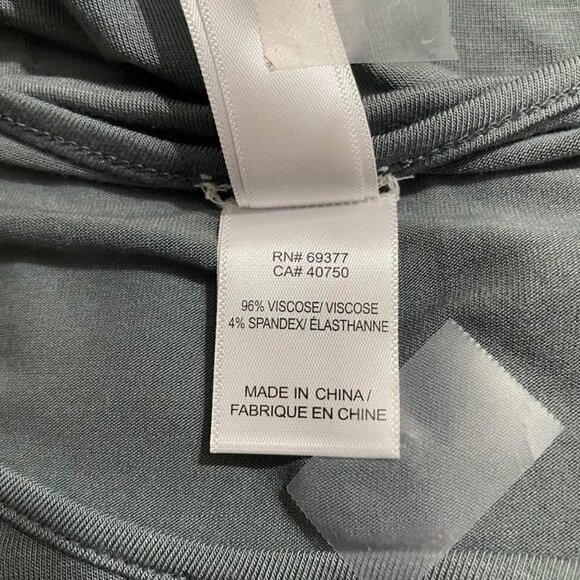 RN# 69377
CA# 40750
96% VISCOSE/ VISCOSE
4% SPANDEX/ ÉLASTHANNE
MADE IN CHINA /
FABRIQUE EN CHINE